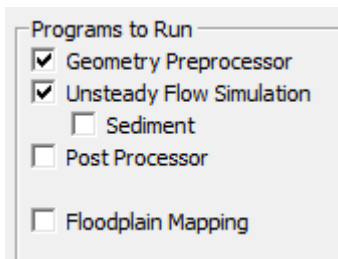 Programs to Run
Geometry Preprocessor
Unsteady Flow Simulation
Sediment
Post Processor
Floodplain Mapping